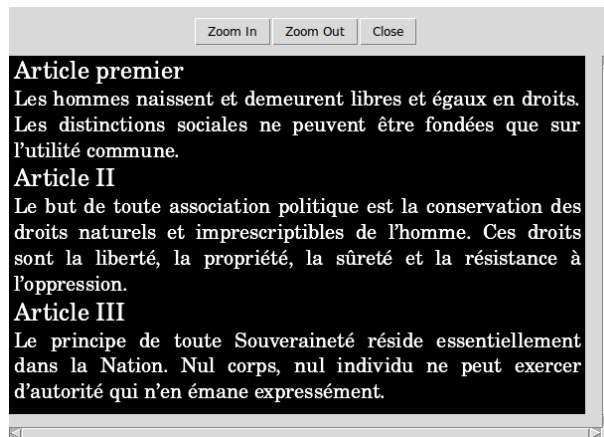 Zoom In Zoom Out Close
Article premier
Les hommes naissent et demeurent libres et égaux en droits.
Les distinctions sociales ne peuvent être fondées que sur
l’utilité commune.
Article II
Le but de toute association politique est la conservation des
droits naturels et imprescriptibles de l’homme. Ces droits
sont la liberté, la propriété, la sûreté et la résistance à
l’oppression.
Article III
Le principe de toute Souveraineté réside essentiellement
dans la Nation. Nul corps, nul individu ne peut exercer
d’autorité qui n’en émane expressément.